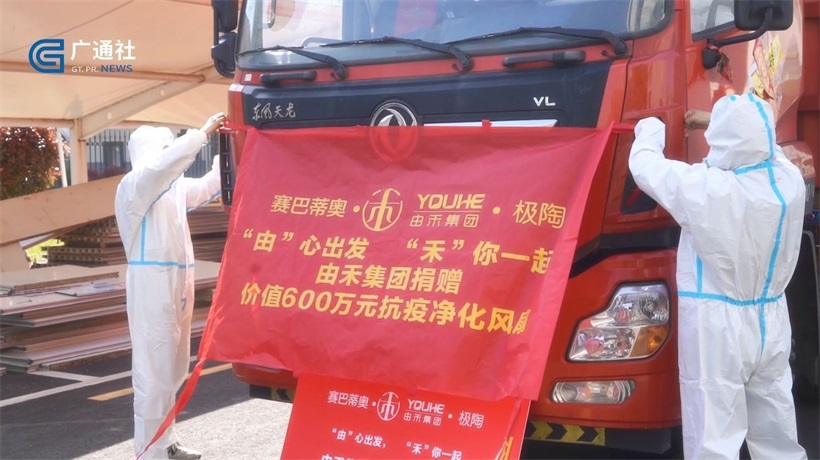 广通社
GT. PR. NEWS
东风天龙
VL
赛巴蒂奥·禾 YOUHE 由禾集团·极陶
“由”心出发 “禾”你一起
由禾集团捐赠
价值600万元抗疫净化风扇
赛巴蒂奥·禾 YOUHE 由禾集团·极陶
“由”心出发，“禾”你一起